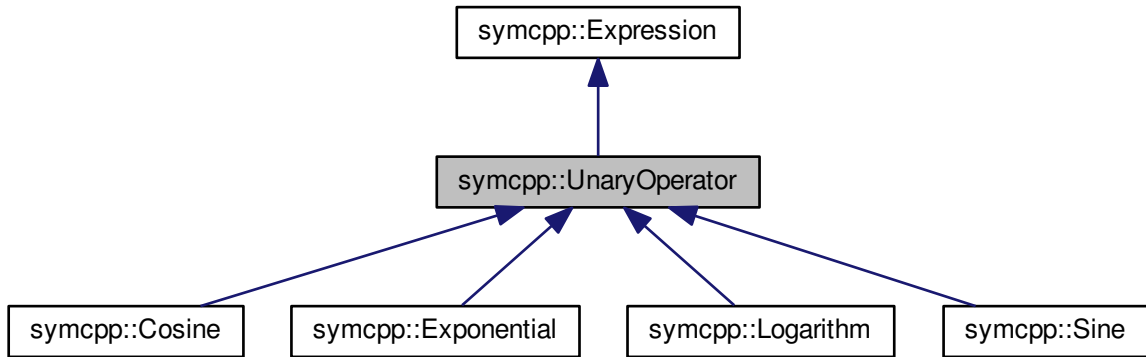 symcpp::Expression
symcpp::UnaryOperator
symcpp::Cosine
symcpp::Exponential
symcpp::Logarithm
symcpp::Sine